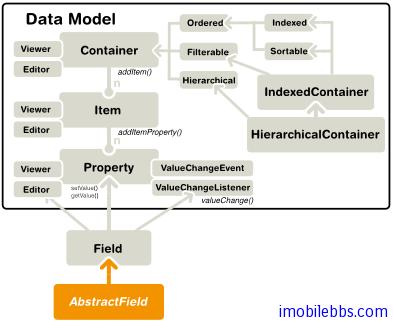 Data Model
Ordered
Indexed
Viewer
Container
Filterable
Sortable
Editor
addItem()
Hierarchical
n
IndexedContainer
Viewer
Item
Editor
addItemProperty()
HierarchicalContainer
n
Viewer
Property
ValueChangeEvent
Editor
setValue()
getValue()
ValueChangeListener
valueChange()
Field
AbstractField
imobilebbs.com